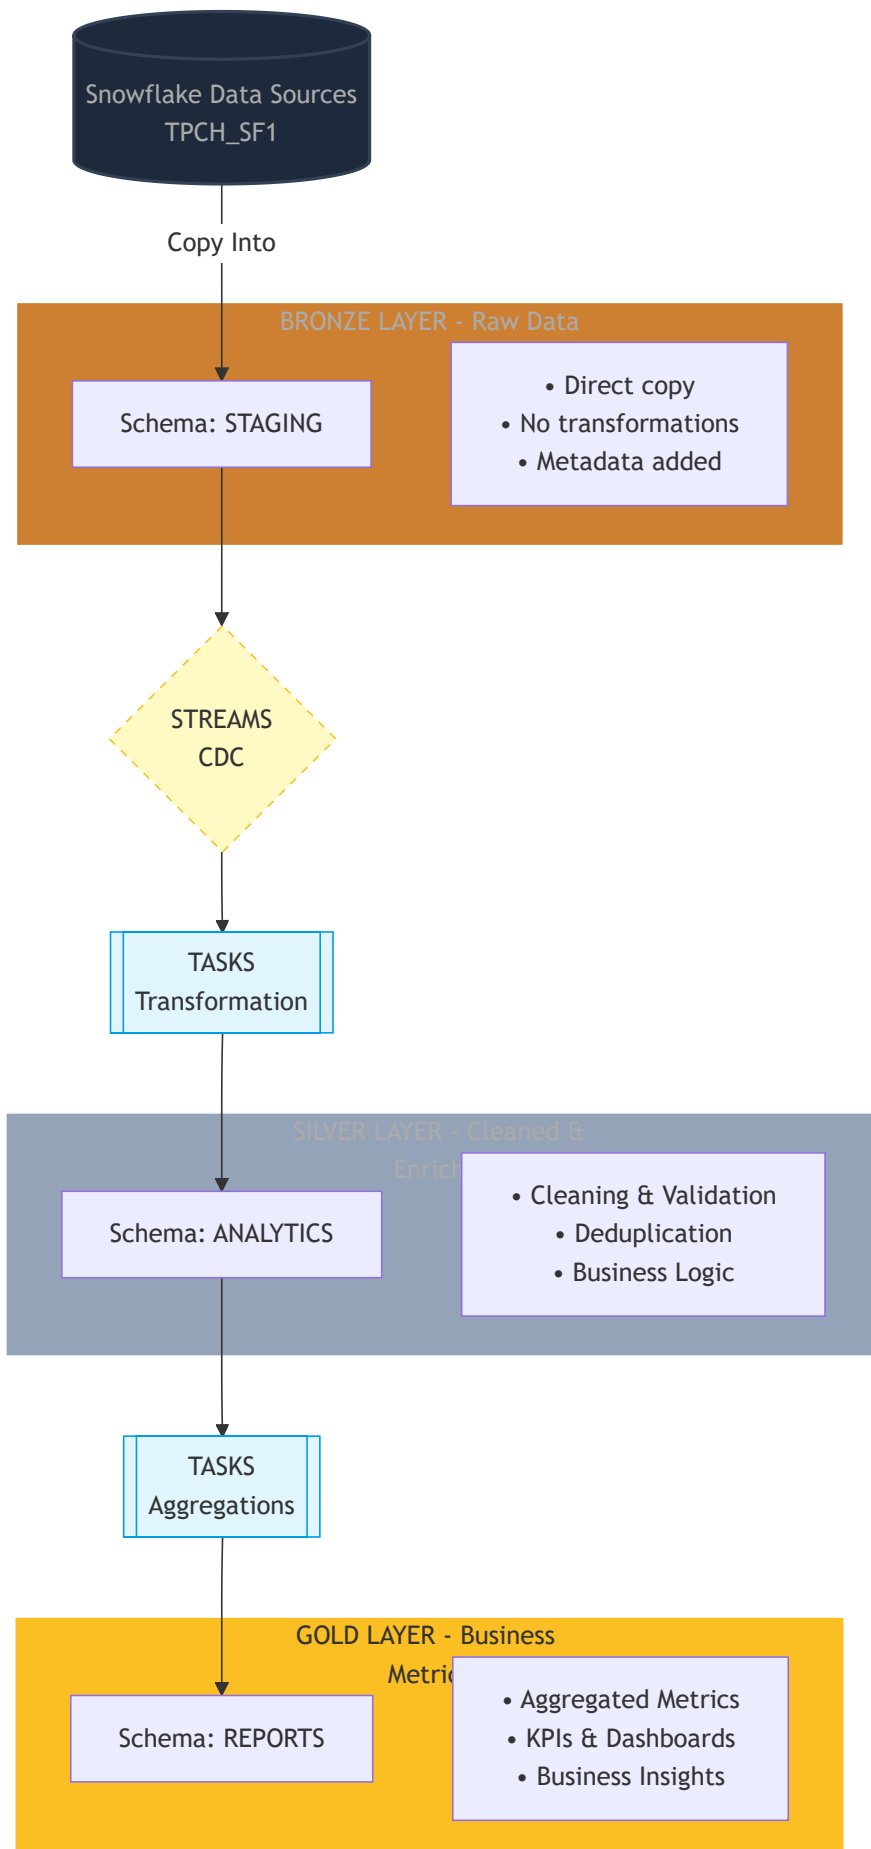 Snowflake Data Sources
TPCH_SF1
Copy Into
BRONZE LAYER - Raw Data
Schema: STAGING
• Direct copy
• No transformations
• Metadata added
STREAMS
CDC
TASKS
Transformation
SILVER LAYER - Cleaned &
Schema: ANALYTICS
• Cleaning & Validation
• Deduplication
• Business Logic
TASKS
Aggregations
GOLD LAYER - Business
Schema: REPORTS
• Aggregated Metrics
• KPIs & Dashboards
• Business Insights